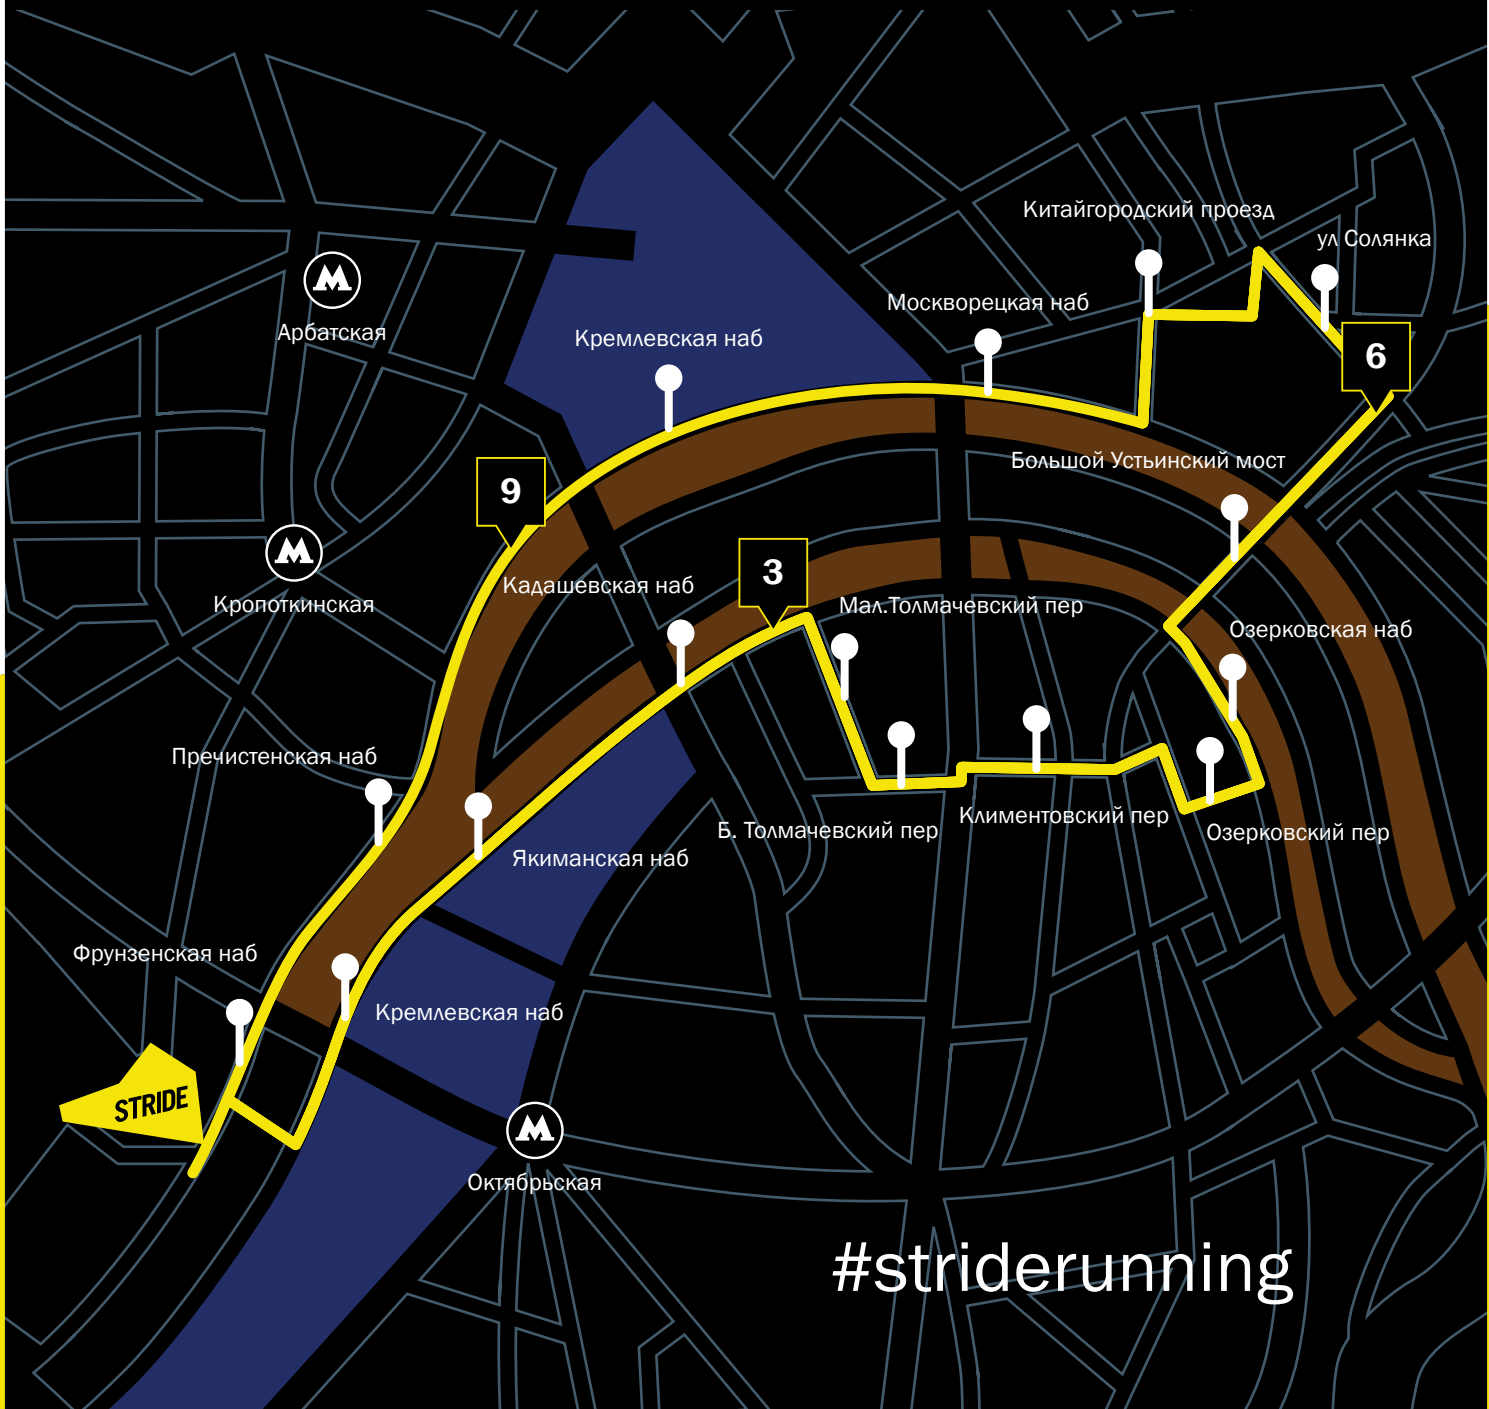 Китайгородский проезд
ул Солянка
Москворецкая наб
Арбатская
Кремлевская наб
6
Большой Устьинский мост
9
3
Кадашевская наб
Мал.Толмачевский пер
Кропоткинская
Озерковская наб
Пречистенская наб
Климентовский пер
Б. Толмачевский пер
Озерковский пер
Якиманская наб
Фрунзенская наб
Кремлевская наб
STRIDE
Октябрьская
#striderunning